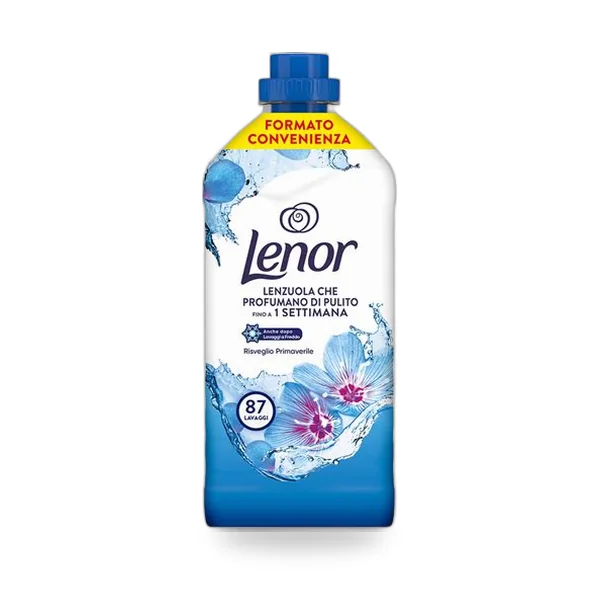 FORMATO
CONVENIENZA
Lenor
LENZUOLA CHE
PROFUMANO DI PULITO
FINO A 1 SETTIMANA
Anche dopo
Lavaggi a Freddo
Risveglio Primaverile
87
LAVAGGI